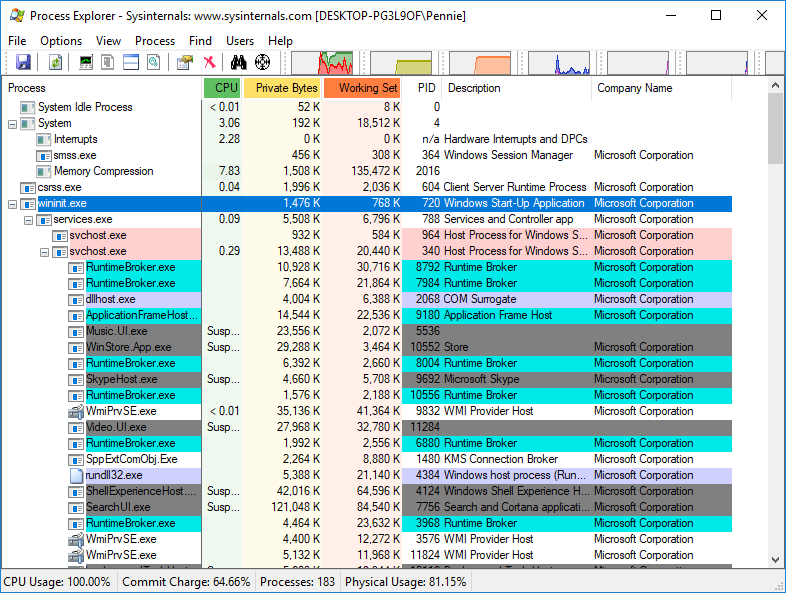 Process Explorer - Sysinternals: www.sysinternals.com [DESKTOP-PG3L9OF\Pennie]
File Options View Process Find Users Help
Process CPU Private Bytes Working Set PID Description Company Name
System Idle Process < 0.01 52 K 8 K 0
System 3.06 192 K 18,512 K 4
Interrupts 2.28 0 K 0 K n/a Hardware Interrupts and DPCs
smss.exe 456 K 308 K 364 Windows Session Manager Microsoft Corporation
Memory Compression 7.83 1,508 K 135,472 K 2016
csrss.exe 0.04 1,996 K 2,036 K 604 Client Server Runtime Process Microsoft Corporation
wininit.exe 1,476 K 768 K 720 Windows Start-Up Application Microsoft Corporation
services.exe 0.09 5,508 K 6,796 K 788 Services and Controller app Microsoft Corporation
svchost.exe 932 K 584 K 964 Host Process for Windows S... Microsoft Corporation
svchost.exe 0.29 13,488 K 20,440 K 340 Host Process for Windows S... Microsoft Corporation
RuntimeBroker.exe 10,928 K 30,716 K 8792 Runtime Broker Microsoft Corporation
RuntimeBroker.exe 7,664 K 21,864 K 7984 Runtime Broker Microsoft Corporation
dllhost.exe 4,004 K 6,388 K 2068 COM Surrogate Microsoft Corporation
ApplicationFrameHost... 14,544 K 22,536 K 9180 Application Frame Host Microsoft Corporation
Music.UI.exe Susp... 23,556 K 2,072 K 5536
WinStore.App.exe Susp... 29,288 K 3,464 K 10552 Store Microsoft Corporation
RuntimeBroker.exe 6,392 K 2,660 K 8004 Runtime Broker Microsoft Corporation
SkypeHost.exe Susp... 4,660 K 5,708 K 9692 Microsoft Skype Microsoft Corporation
RuntimeBroker.exe 1,576 K 2,188 K 10556 Runtime Broker Microsoft Corporation
WmiPrvSE.exe < 0.01 35,136 K 41,364 K 9832 WMI Provider Host Microsoft Corporation
Video.UI.exe Susp... 27,968 K 32,780 K 11284
RuntimeBroker.exe 1,992 K 2,556 K 6880 Runtime Broker Microsoft Corporation
SppExtComObj.Exe 2,264 K 8,880 K 1480 KMS Connection Broker Microsoft Corporation
rundll32.exe 5,388 K 21,140 K 4384 Windows host process (Run... Microsoft Corporation
ShellExperienceHost.... Susp... 42,016 K 64,596 K 4124 Windows Shell Experience H... Microsoft Corporation
SearchUI.exe Susp... 121,048 K 84,540 K 7756 Search and Cortana applicati... Microsoft Corporation
RuntimeBroker.exe 4,464 K 23,632 K 3968 Runtime Broker Microsoft Corporation
WmiPrvSE.exe 4,400 K 12,272 K 3576 WMI Provider Host Microsoft Corporation
WmiPrvSE.exe 5,132 K 11,968 K 11824 WMI Provider Host Microsoft Corporation
CPU Usage: 100.00% Commit Charge: 64.66% Processes: 183 Physical Usage: 81.15%